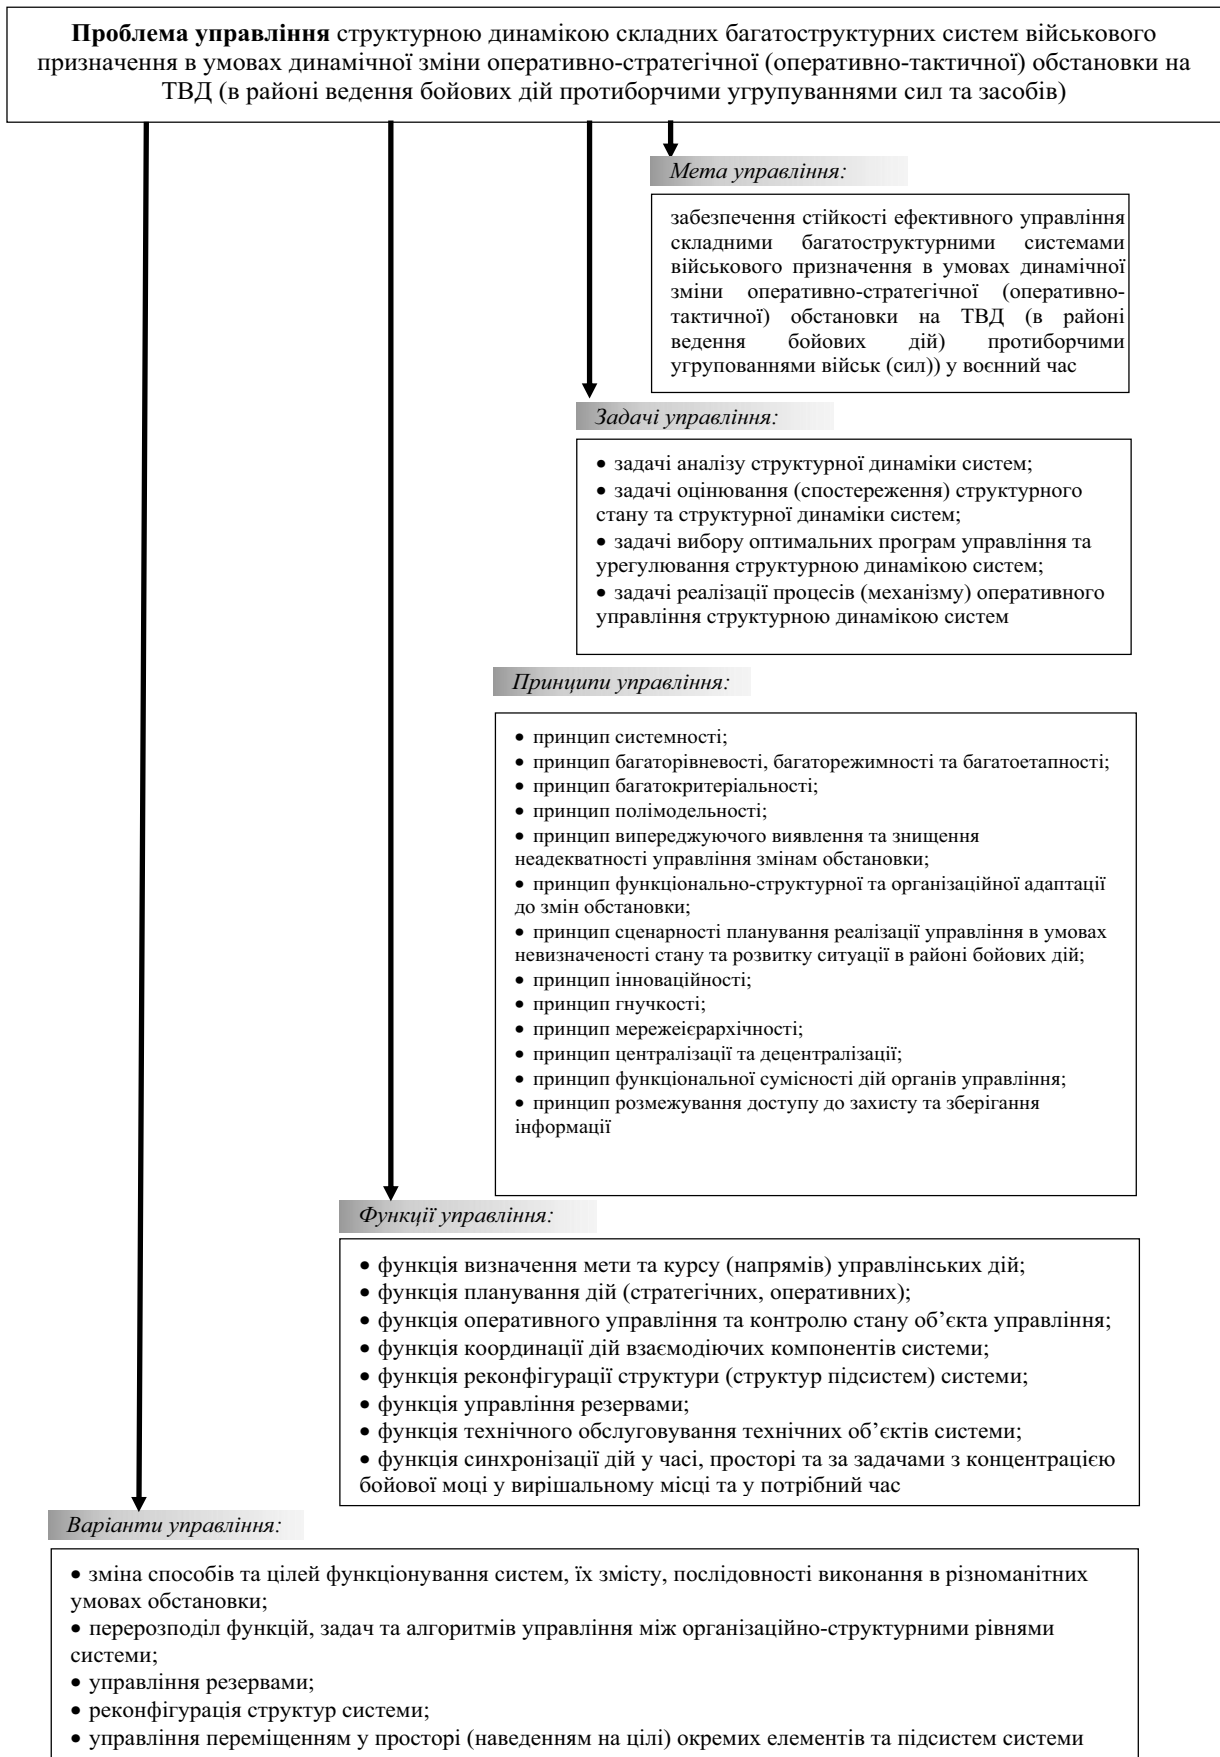 Проблема управління структурною динамікою складних багатоструктурних систем військового
призначення в умовах динамічної зміни оперативно-стратегічної (оперативно-тактичної) обстановки на
ТВД (в районі ведення бойових дій протиборчими угрупуваннями сил та засобів)
Мета управління:
забезпечення стійкості ефективного управління
складними багатоструктурними системами
військового призначення в умовах динамічної
зміни оперативно-стратегічної (оперативно-
тактичної) обстановки на ТВД (в районі
ведення бойових дій) протиборчими
угрупованнями військ (сил)) у воєнний час
Задачі управління:
• задачі аналізу структурної динаміки систем;
• задачі оцінювання (спостереження) структурного
стану та структурної динаміки систем;
• задачі вибору оптимальних програм управління та
урегулювання структурною динамікою систем;
• задачі реалізації процесів (механізму) оперативного
управління структурною динамікою систем
Принципи управління:
• принцип системності;
• принцип багаторівневості, багаторежимності та багатоетапності;
• принцип багатокритеріальності;
• принцип полімодельності;
• принцип випереджуючого виявлення та знищення
неадекватності управління змінам обстановки;
• принцип функціонально-структурної та організаційної адаптації
до змін обстановки;
• принцип сценарності планування реалізації управління в умовах
невизначеності стану та розвитку ситуації в районі бойових дій;
• принцип інноваційності;
• принцип гнучкості;
• принцип мережеієрархічності;
• принцип централізації та децентралізації;
• принцип функціональної сумісності дій органів управління;
• принцип розмежування доступу до захисту та зберігання
інформації
Функції управління:
• функція визначення мети та курсу (напрямів) управлінських дій;
• функція планування дій (стратегічних, оперативних);
• функція оперативного управління та контролю стану об’єкта управління;
• функція координації дій взаємодіючих компонентів системи;
• функція реконфігурації структури (структур підсистем) системи;
• функція управління резервами;
• функція технічного обслуговування технічних об’єктів системи;
• функція синхронізації дій у часі, просторі та за задачами з концентрацією
бойової моці у вирішальному місці та у потрібний час
Варіанти управління:
• зміна способів та цілей функціонування систем, їх змісту, послідовності виконання в різноманітних
умовах обстановки;
• перерозподіл функцій, задач та алгоритмів управління між організаційно-структурними рівнями
системи;
• управління резервами;
• реконфігурація структур системи;
• управління переміщенням у просторі (наведенням на цілі) окремих елементів та підсистем системи